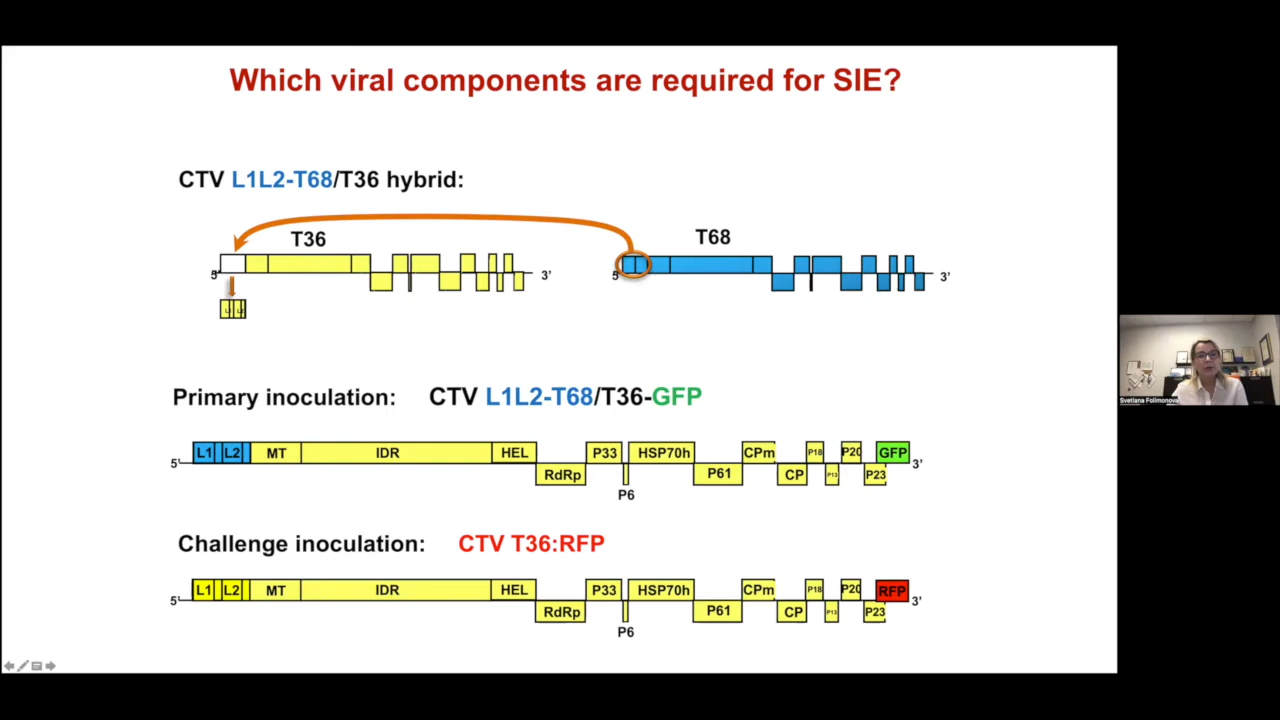 Which viral components are required for SIE?
CTV L1L2-T68/T36 hybrid:
T36
T68
5'
3'
5'
3'
L1 L2
Primary inoculation: CTV L1L2-T68/T36-GFP
L1 L2 MT IDR HEL P33 HSP70h CPm P18 P20 GFP
5' 3'
RdRp P61 CP P13 P23
P6
Challenge inoculation: CTV T36:RFP
L1 L2 MT IDR HEL P33 HSP70h CPm P18 P20 RFP
5' 3'
RdRp P61 CP P13 P23
P6
Svetlana Folimonova